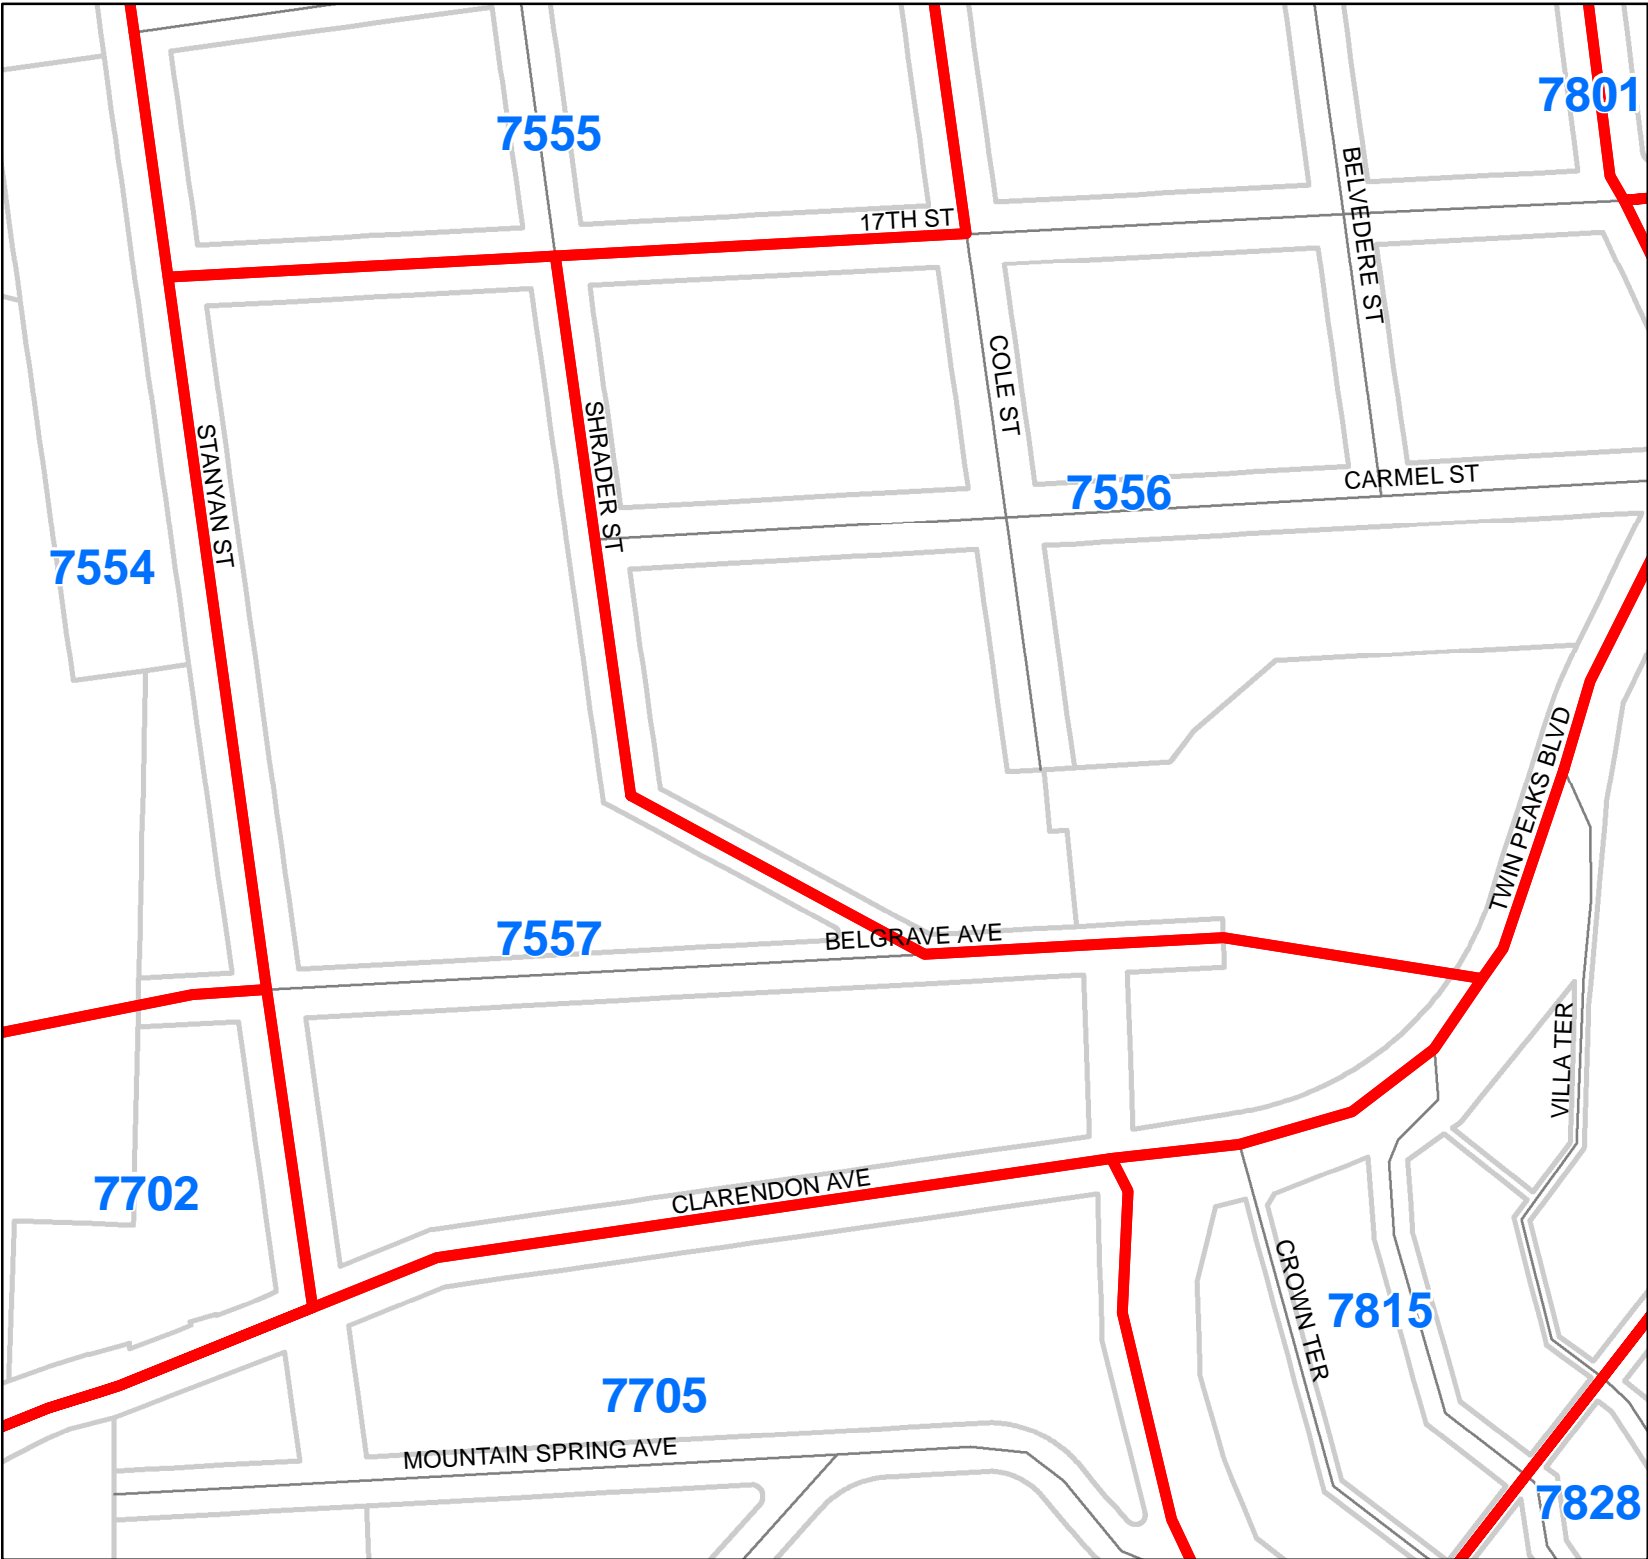 7801
7555
BELVEDERE ST
17TH ST
COLE ST
SHRADER ST
STANYAN ST
CARMEL ST
7556
7554
TWIN PEAKS BLVD
7557
BELGRAVE AVE
VILLA TER
7702
CLARENDON AVE
CROWN TER
7815
7705
MOUNTAIN SPRING AVE
7828